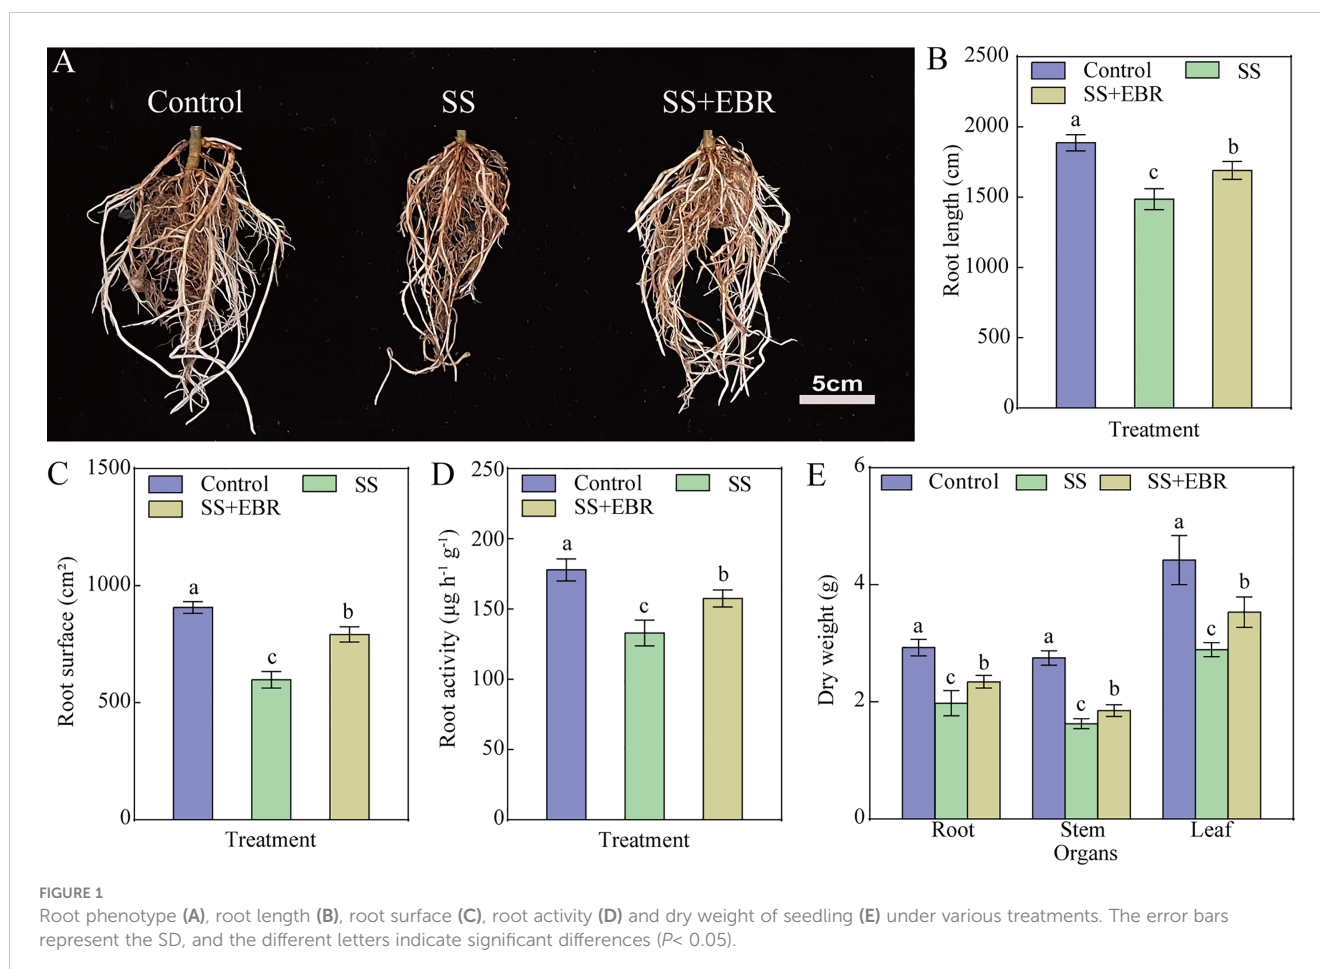 A
Control
SS
SS+EBR
5cm
B
Control
SS
SS+EBR
2500
2000
1500
1000
500
0
Root length (cm)
a
c
b
Treatment
C
Control
SS
SS+EBR
1500
1000
500
0
Root surface (cm²)
a
c
b
Treatment
D
Control
SS
SS+EBR
250
200
150
100
50
0
Root activity (μg h⁻¹ g⁻¹)
a
c
b
Treatment
E
Control
SS
SS+EBR
6
4
2
0
Dry weight (g)
a
c
b
a
c
b
a
c
b
Root
Stem
Leaf
Organs
FIGURE 1
Root phenotype (A), root length (B), root surface (C), root activity (D) and dry weight of seedling (E) under various treatments. The error bars
represent the SD, and the different letters indicate significant differences (P< 0.05).